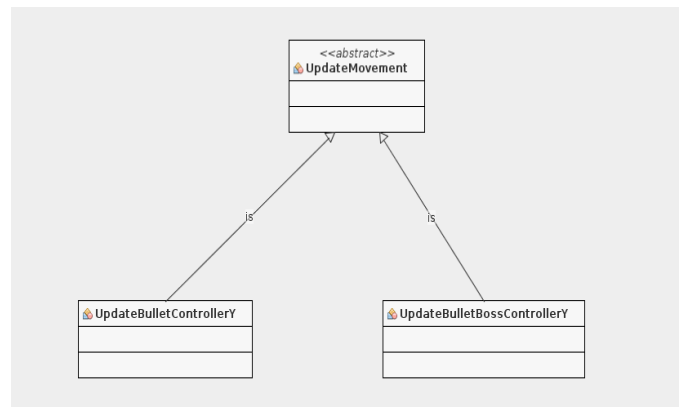 <<abstract>>
UpdateMovement
is
is
UpdateBulletControllerY
UpdateBulletBossControllerY